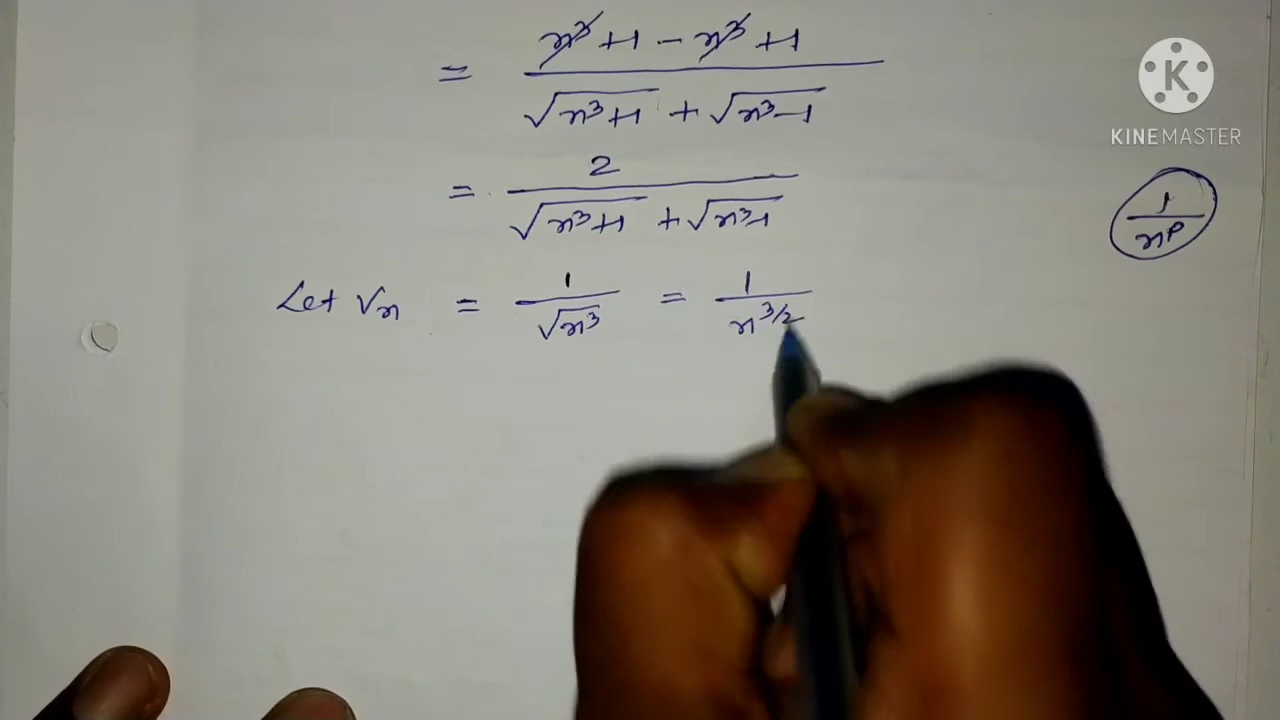 = n³ + 1 - n³ + 1 / √n³+1 + √n³-1
K
KINEMASTER
= 2 / √n³+1 + √n³-1
1/nᵖ
Let Vn = 1/√n³ = 1/n^3/2